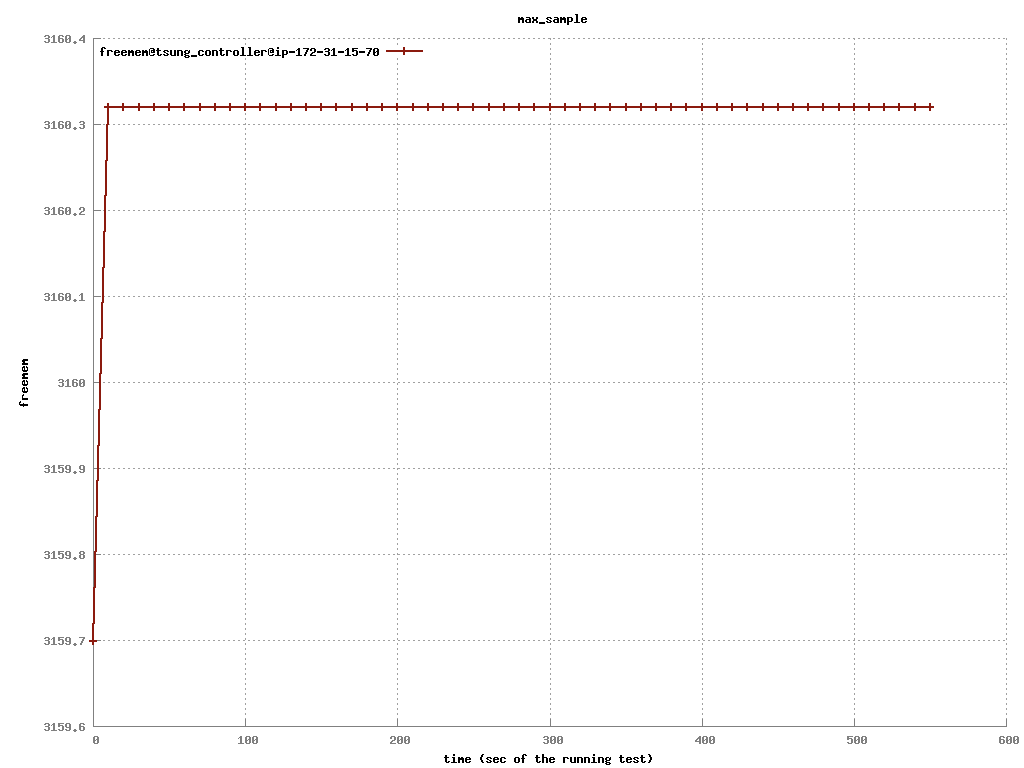 max_sample
freemem@tsung_controller@ip-172-31-15-70
3160.4
3160.3
3160.2
3160.1
3160
3159.9
3159.8
3159.7
3159.6
freemem
0 100 200 300 400 500 600
time (sec of the running test)